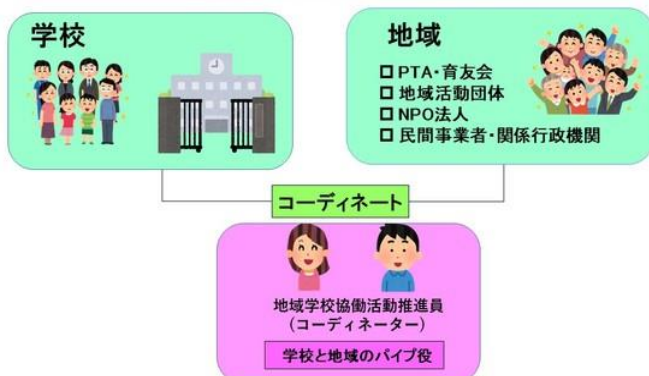 学校
地域
□ PTA・育友会
□ 地域活動団体
□ NPO法人
□ 民間事業者・関係行政機関
コーディネート
地域学校協働活動推進員
(コーディネーター)
学校と地域のパイプ役